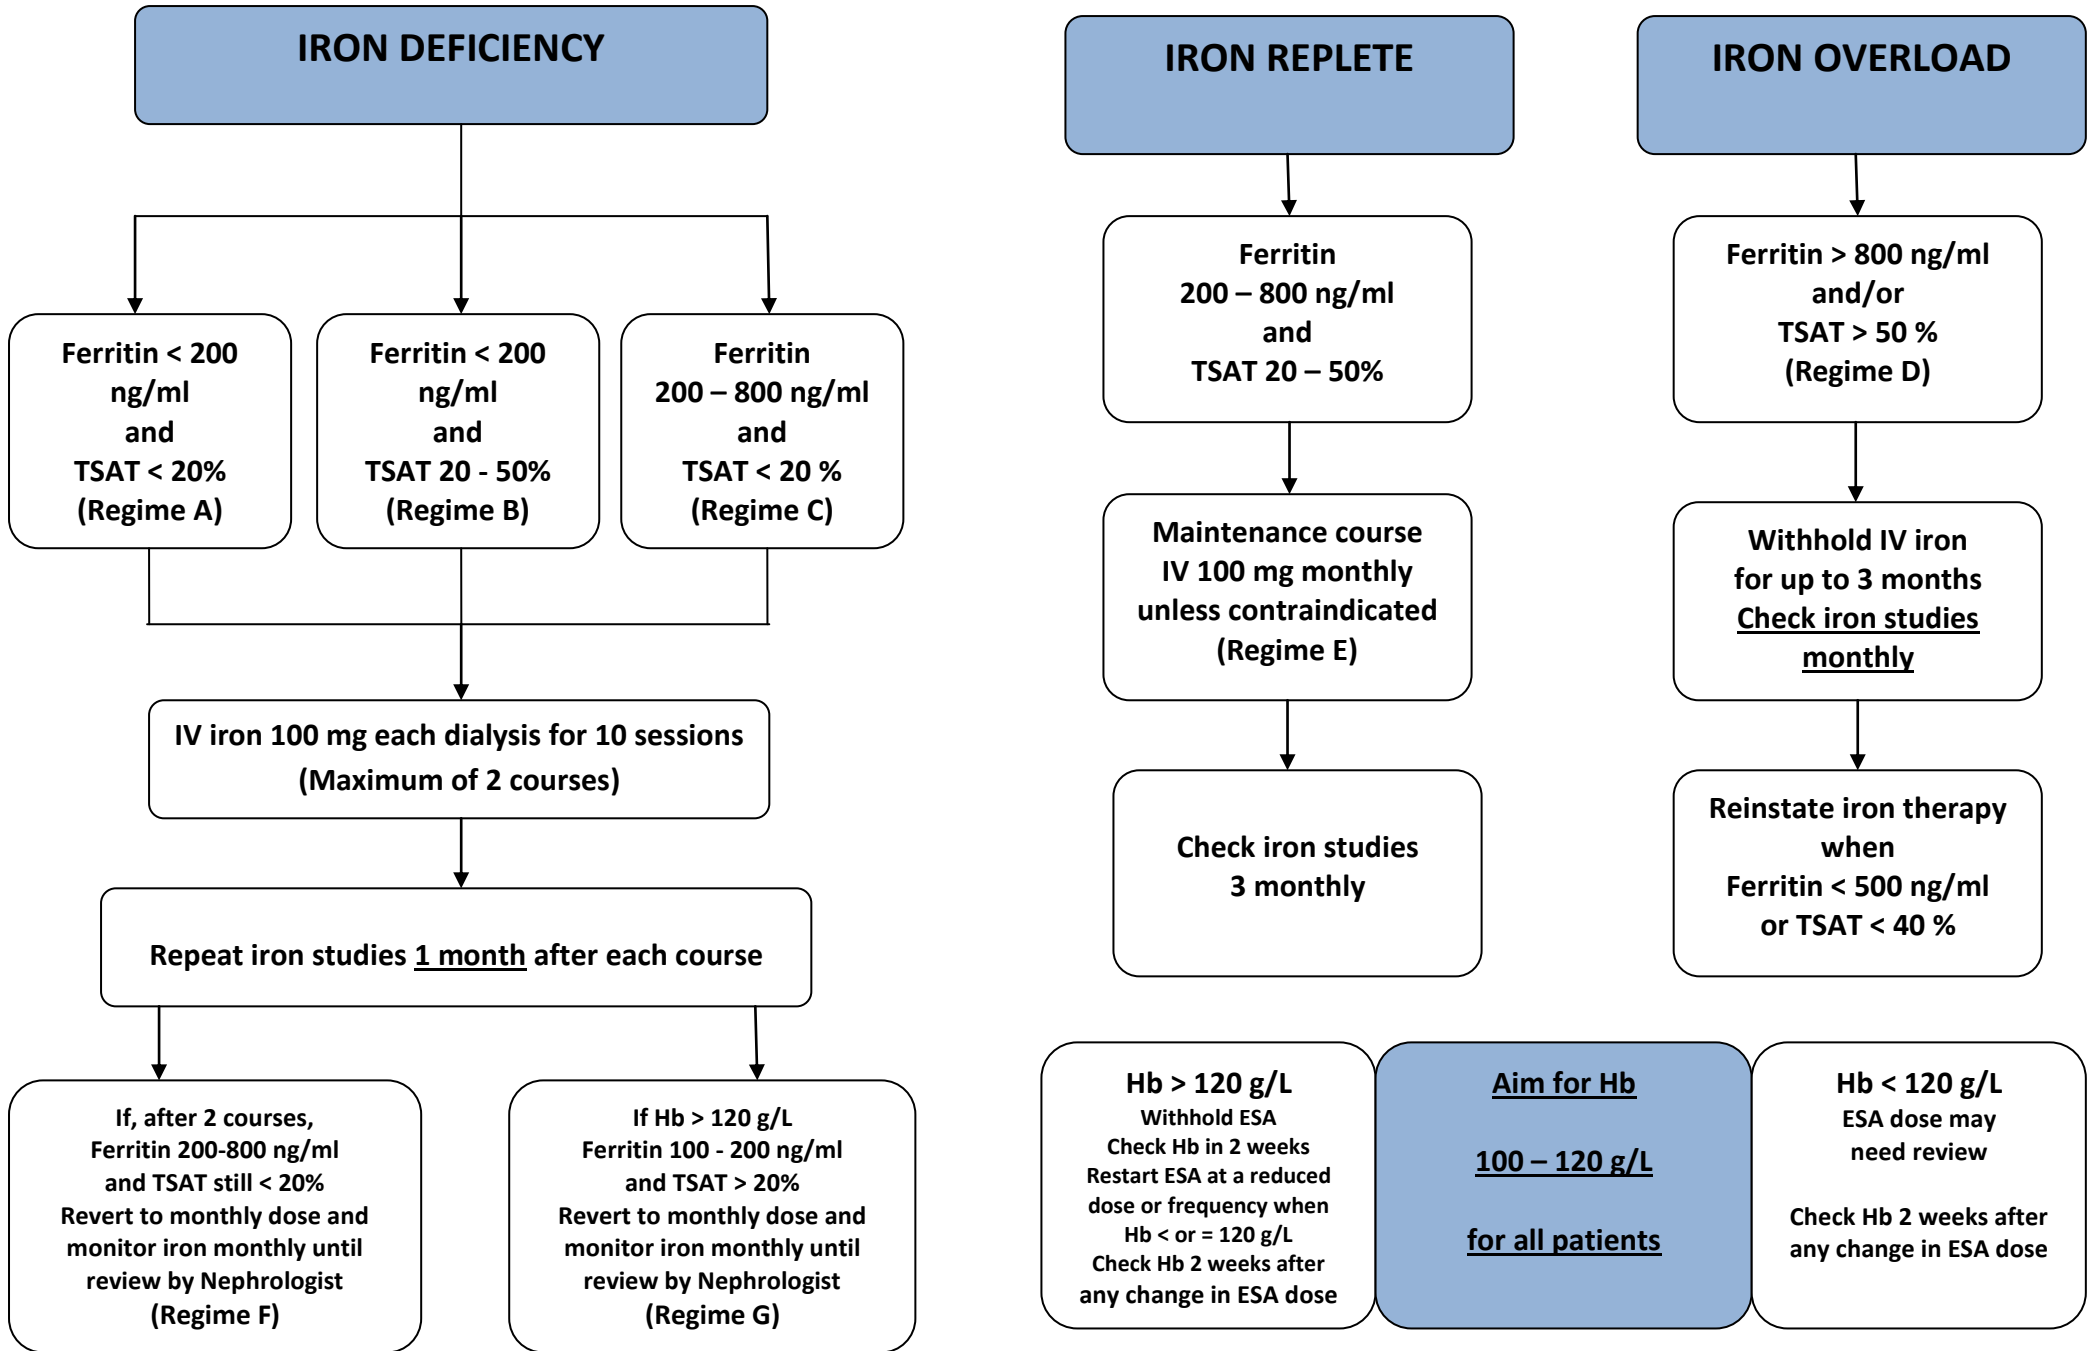 IRON DEFICIENCY
Ferritin < 200
ng/ml
and
TSAT < 20%
(Regime A)
Ferritin < 200
ng/ml
and
TSAT 20 - 50%
(Regime B)
Ferritin
200 – 800 ng/ml
and
TSAT < 20 %
(Regime C)
IV iron 100 mg each dialysis for 10 sessions
(Maximum of 2 courses)
Repeat iron studies 1 month after each course
If, after 2 courses,
Ferritin 200-800 ng/ml
and TSAT still < 20%
Revert to monthly dose and
monitor iron monthly until
review by Nephrologist
(Regime F)
If Hb > 120 g/L
Ferritin 100 - 200 ng/ml
and TSAT > 20%
Revert to monthly dose and
monitor iron monthly until
review by Nephrologist
(Regime G)
IRON REPLETE
Ferritin
200 – 800 ng/ml
and
TSAT 20 – 50%
Maintenance course
IV 100 mg monthly
unless contraindicated
(Regime E)
Check iron studies
3 monthly
IRON OVERLOAD
Ferritin > 800 ng/ml
and/or
TSAT > 50 %
(Regime D)
Withhold IV iron
for up to 3 months
Check iron studies
monthly
Reinstate iron therapy
when
Ferritin < 500 ng/ml
or TSAT < 40 %
Hb > 120 g/L
Withhold ESA
Check Hb in 2 weeks
Restart ESA at a reduced
dose or frequency when
Hb < or = 120 g/L
Check Hb 2 weeks after
any change in ESA dose
Aim for Hb
100 – 120 g/L
for all patients
Hb < 120 g/L
ESA dose may
need review
Check Hb 2 weeks after
any change in ESA dose